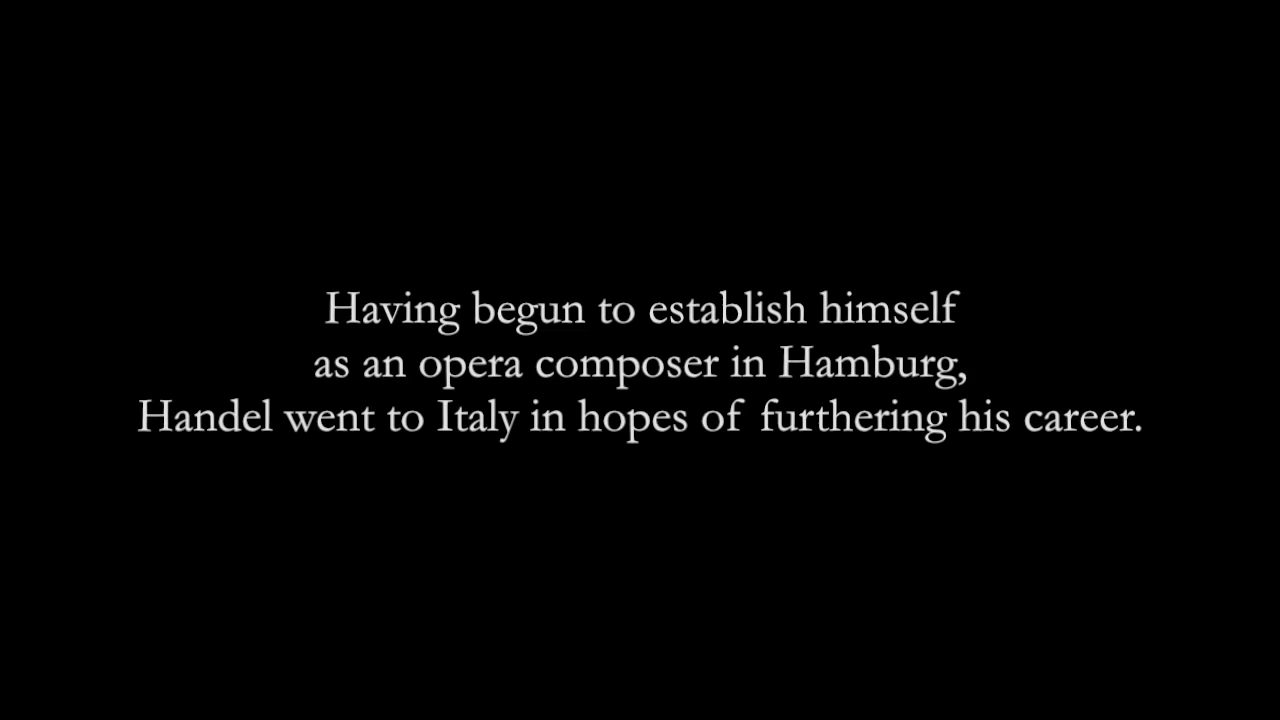 Having begun to establish himself
as an opera composer in Hamburg,
Handel went to Italy in hopes of furthering his career.